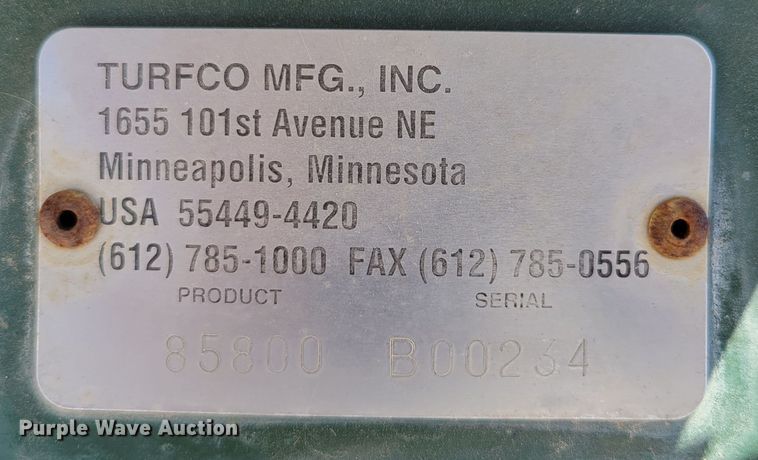 TURFCO MFG., INC.
1655 101st Avenue NE
Minneapolis, Minnesota
USA 55449-4420
(612) 785-1000 FAX (612) 785-0556
PRODUCT SERIAL
85800 B00234
Purple Wave Auction